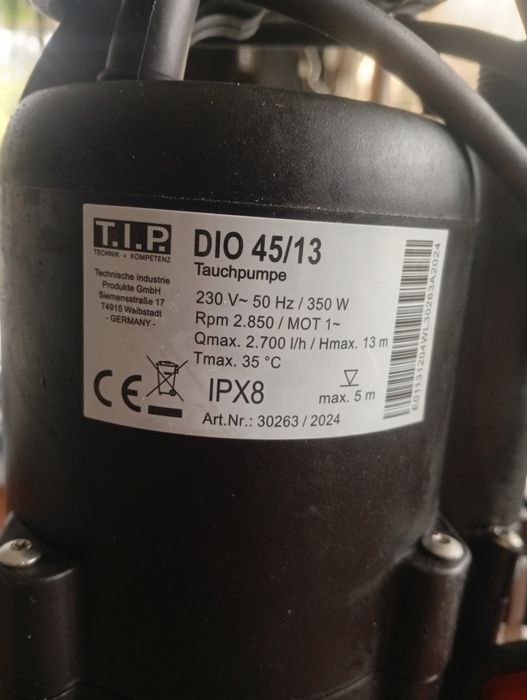 T.I.P.
TECHNIK + KOMPETENZ
Technische Industrie
Produkte GmbH
Siemensstraße 17
74915 Waibstadt
- GERMANY -
DIO 45/13
Tauchpumpe
230 V~ 50 Hz / 350 W
Rpm 2.850 / MOT 1~
Qmax. 2.700 l/h / Hmax. 13 m
Tmax. 35 °C
CE IPX8
max. 5 m
Art.Nr.: 30263 / 2024
E01131204WL30263A2024